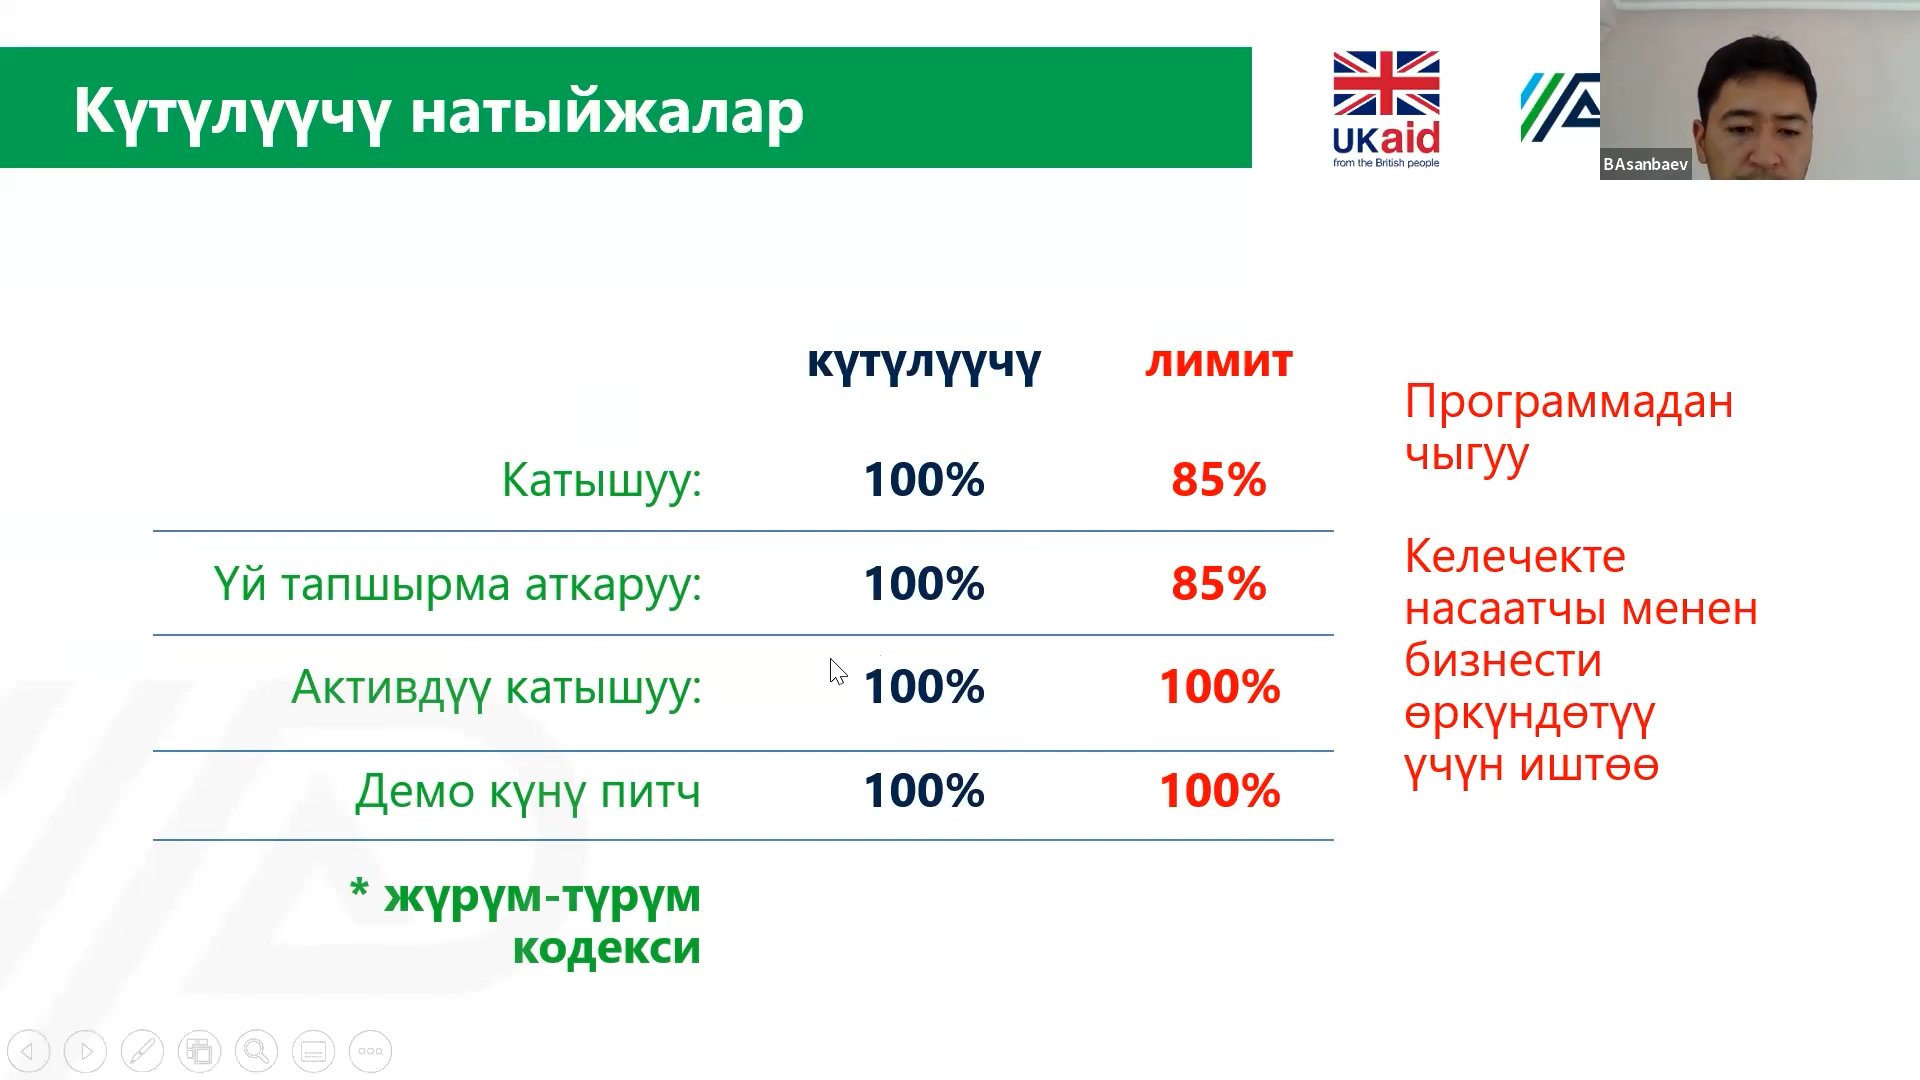 Күтүлүүчү натыйжалар
UKaid
from the British people
BAsanbaev
күтүлүүчү лимит
Катышуу: 100% 85%
Үй тапшырма аткаруу: 100% 85%
Активдүү катышуу: 100% 100%
Демо күнү питч 100% 100%
* жүрүм-түрүм
кодекси
Программадан
чыгуу
Келечекте
насаатчы менен
бизнести
өркүндөтүү
үчүн иштөө